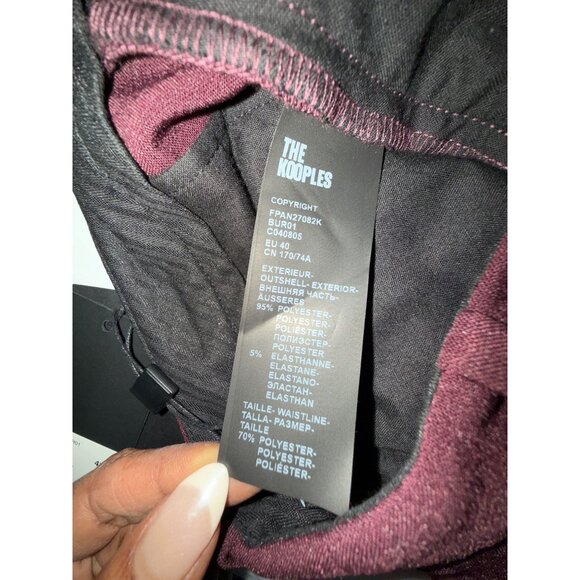 THE
KOOPLES
COPYRIGHT
FPAN27082K
BUR01
C040805
EU 40
CN 170/74A
EXTERIEUR-
OUTSHELL-EXTERIOR-
ВНЕШНЯЯ ЧАСТЬ-
ÄUSSERES
95% POLYESTER-
POLYESTER-
POLIÉSTER-
ПОЛИЭСТЕР-
POLYESTER
5% ELASTHANNE-
ELASTANE-
ELASTANO-
ЭЛАСТАН-
ELASTHAN
TAILLE- WAISTLINE-
TALLA- РАЗМЕР-
TAILLE
70% POLYESTER-
POLYESTER-
POLIÉSTER-